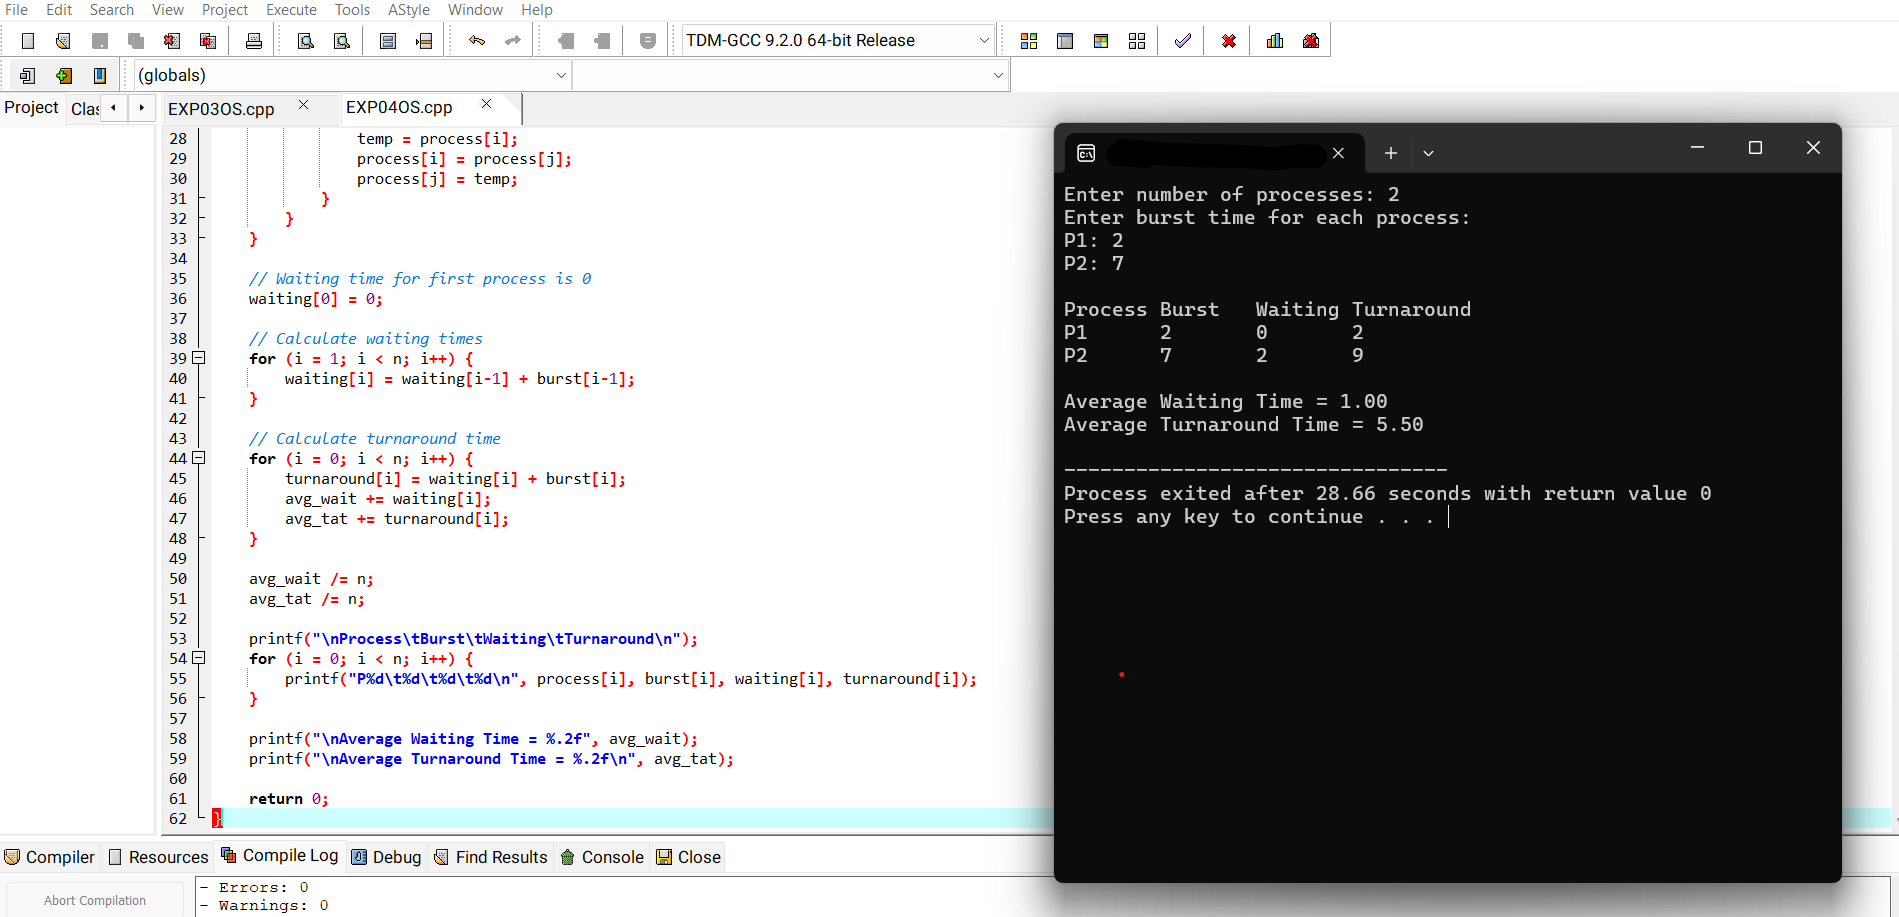 File Edit Search View Project Execute Tools AStyle Window Help
TDM-GCC 9.2.0 64-bit Release
(globals)
Project Clas
EXP03OS.cpp
EXP04OS.cpp
28 temp = process[i];
29 process[i] = process[j];
30 process[j] = temp;
31 }
32 }
33 }
34
35 // Waiting time for first process is 0
36 waiting[0] = 0;
37
38 // Calculate waiting times
39 for (i = 1; i < n; i++) {
40 waiting[i] = waiting[i-1] + burst[i-1];
41 }
42
43 // Calculate turnaround time
44 for (i = 0; i < n; i++) {
45 turnaround[i] = waiting[i] + burst[i];
46 avg_wait += waiting[i];
47 avg_tat += turnaround[i];
48 }
49
50 avg_wait /= n;
51 avg_tat /= n;
52
53 printf("\nProcess\tBurst\tWaiting\tTurnaround\n");
54 for (i = 0; i < n; i++) {
55 printf("P%d\t%d\t%d\t%d\n", process[i], burst[i], waiting[i], turnaround[i]);
56 }
57
58 printf("\nAverage Waiting Time = %.2f", avg_wait);
59 printf("\nAverage Turnaround Time = %.2f\n", avg_tat);
60
61 return 0;
62 }
Enter number of processes: 2
Enter burst time for each process:
P1: 2
P2: 7
Process Burst Waiting Turnaround
P1 2 0 2
P2 7 2 9
Average Waiting Time = 1.00
Average Turnaround Time = 5.50
--------------------------------
Process exited after 28.66 seconds with return value 0
Press any key to continue . . .
Compiler Resources Compile Log Debug Find Results Console Close
Abort Compilation
- Errors: 0
- Warnings: 0